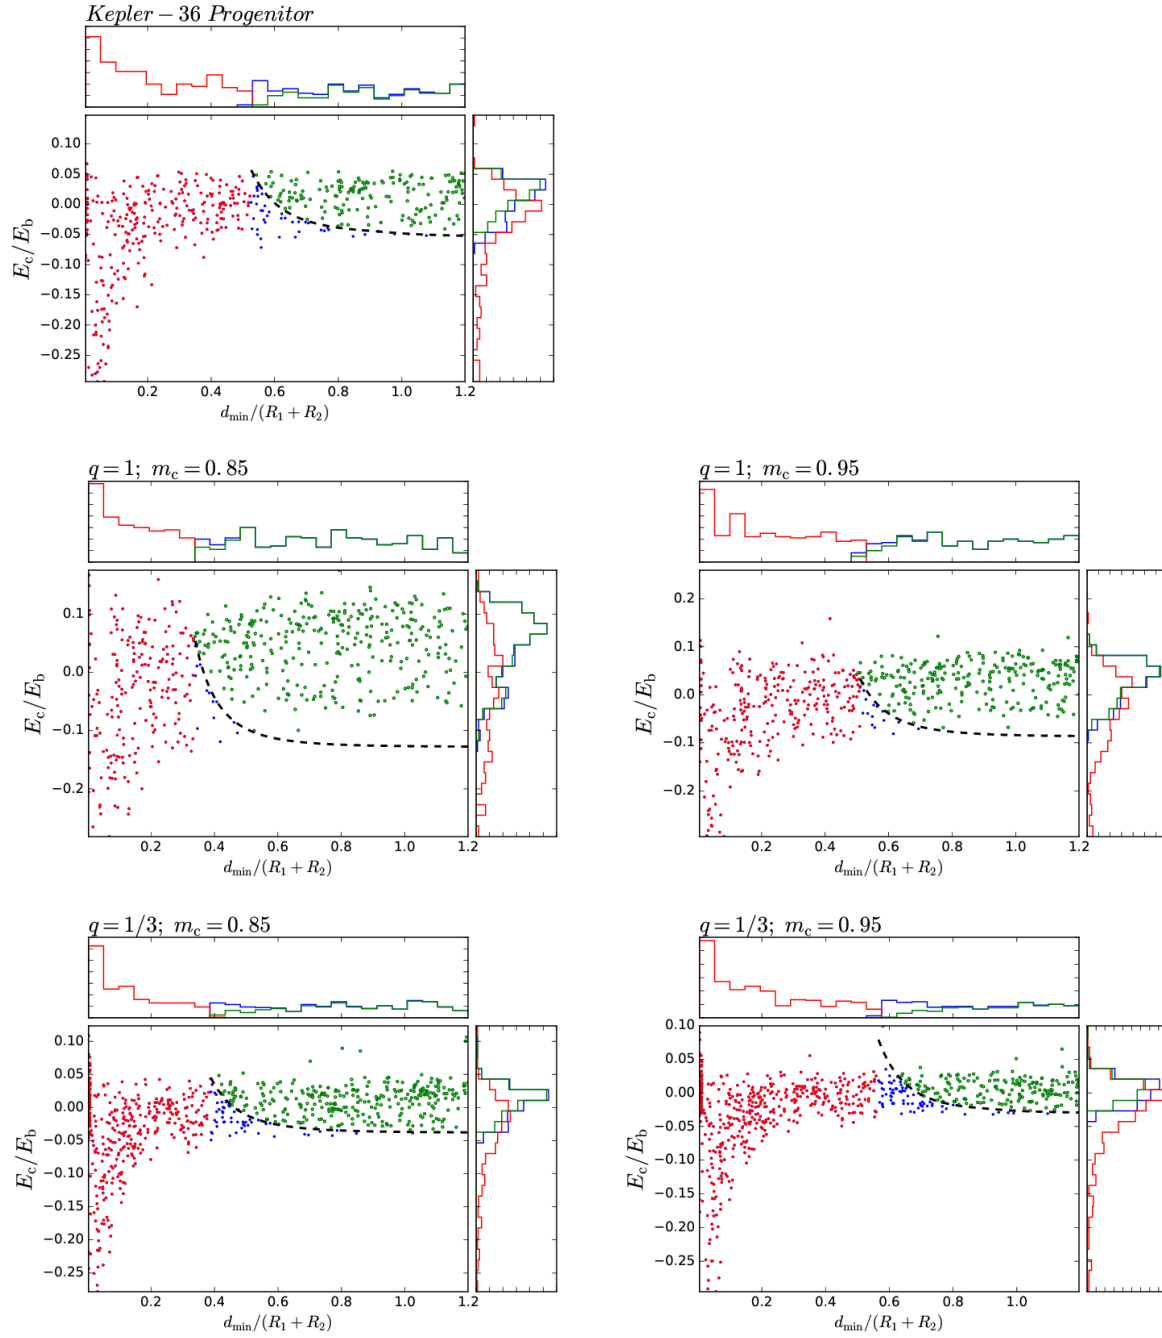 Kepler − 36 Progenitor
0.10
0.05
0.00
−0.05
−0.10
−0.15
−0.20
−0.25
E_c/E_b
0.2 0.4 0.6 0.8 1.0 1.2
d_min/(R_1 + R_2)
q = 1; m_c = 0.85
0.1
0.0
−0.1
−0.2
E_c/E_b
0.2 0.4 0.6 0.8 1.0 1.2
d_min/(R_1 + R_2)
q = 1; m_c = 0.95
0.2
0.1
0.0
−0.1
−0.2
E_c/E_b
0.2 0.4 0.6 0.8 1.0 1.2
d_min/(R_1 + R_2)
q = 1/3; m_c = 0.85
0.10
0.05
0.00
−0.05
−0.10
−0.15
−0.20
−0.25
E_c/E_b
0.2 0.4 0.6 0.8 1.0 1.2
d_min/(R_1 + R_2)
q = 1/3; m_c = 0.95
0.10
0.05
0.00
−0.05
−0.10
−0.15
−0.20
−0.25
E_c/E_b
0.2 0.4 0.6 0.8 1.0
d_min/(R_1 + R_2)